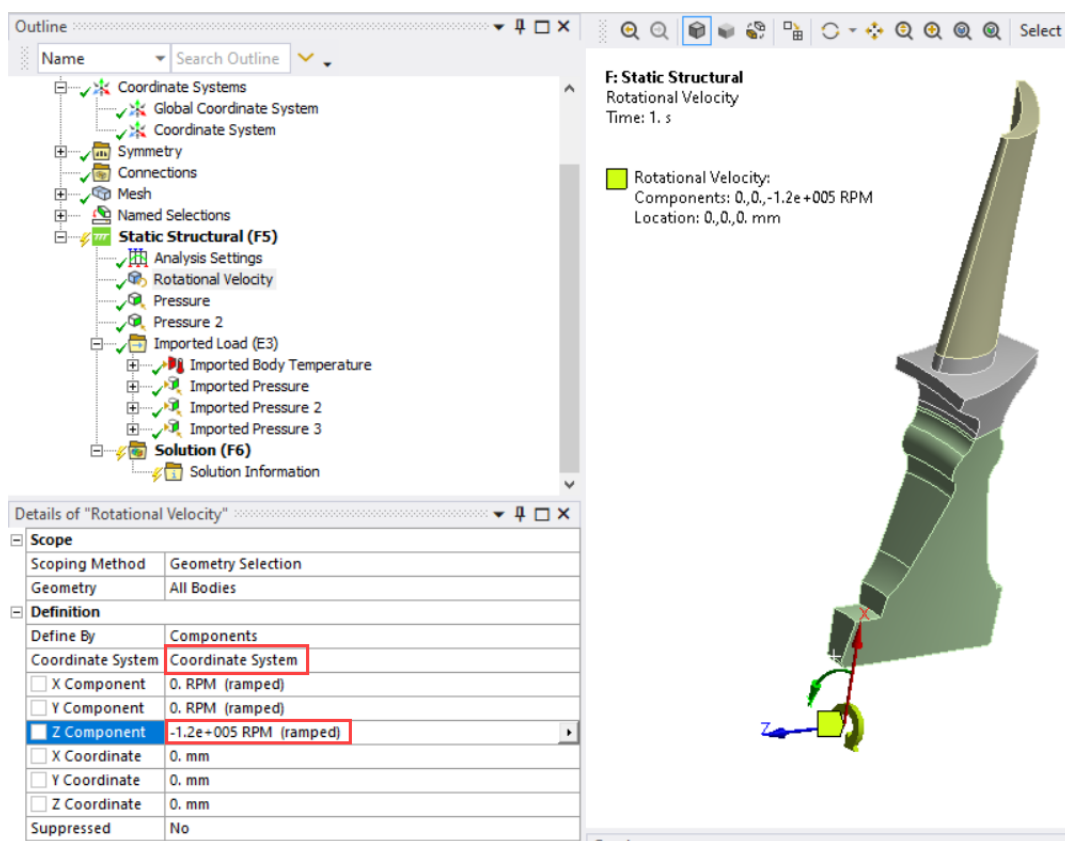 Outline
Name Search Outline
Coordinate Systems
Global Coordinate System
Coordinate System
Symmetry
Connections
Mesh
Named Selections
Static Structural (F5)
Analysis Settings
Rotational Velocity
Pressure
Pressure 2
Imported Load (E3)
Imported Body Temperature
Imported Pressure
Imported Pressure 2
Imported Pressure 3
Solution (F6)
Solution Information
Details of "Rotational Velocity"
Scope
Scoping Method Geometry Selection
Geometry All Bodies
Definition
Define By Components
Coordinate System Coordinate System
X Component 0. RPM (ramped)
Y Component 0. RPM (ramped)
Z Component -1.2e+005 RPM (ramped)
X Coordinate 0. mm
Y Coordinate 0. mm
Z Coordinate 0. mm
Suppressed No
Select
F: Static Structural
Rotational Velocity
Time: 1. s
Rotational Velocity:
Components: 0.,0.,-1.2e+005 RPM
Location: 0.,0.,0. mm
X
Z